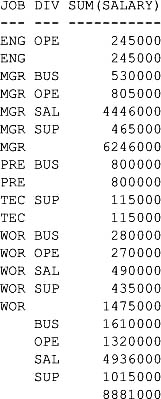 JOB DIV SUM(SALARY)
--- --- -----------
ENG OPE      245000
ENG          245000
MGR BUS      530000
MGR OPE      805000
MGR SAL     4446000
MGR SUP      465000
MGR         6246000
PRE BUS      800000
PRE          800000
TEC SUP      115000
TEC          115000
WOR BUS      280000
WOR OPE      270000
WOR SAL      490000
WOR SUP      435000
WOR         1475000
    BUS     1610000
    OPE     1320000
    SAL     4936000
    SUP     1015000
            8881000